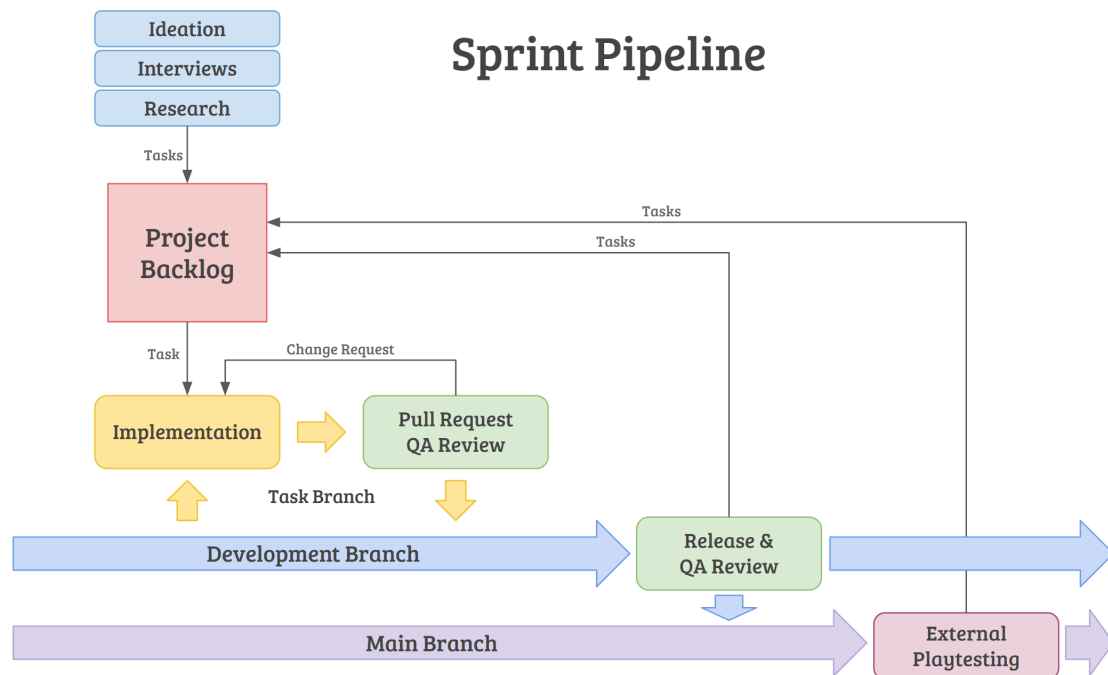 Ideation
Sprint Pipeline
Interviews
Research
Tasks
Project
Backlog
Tasks
Tasks
Task
Change Request
Implementation
Pull Request
QA Review
Task Branch
Development Branch
Release &
QA Review
Main Branch
External
Playtesting